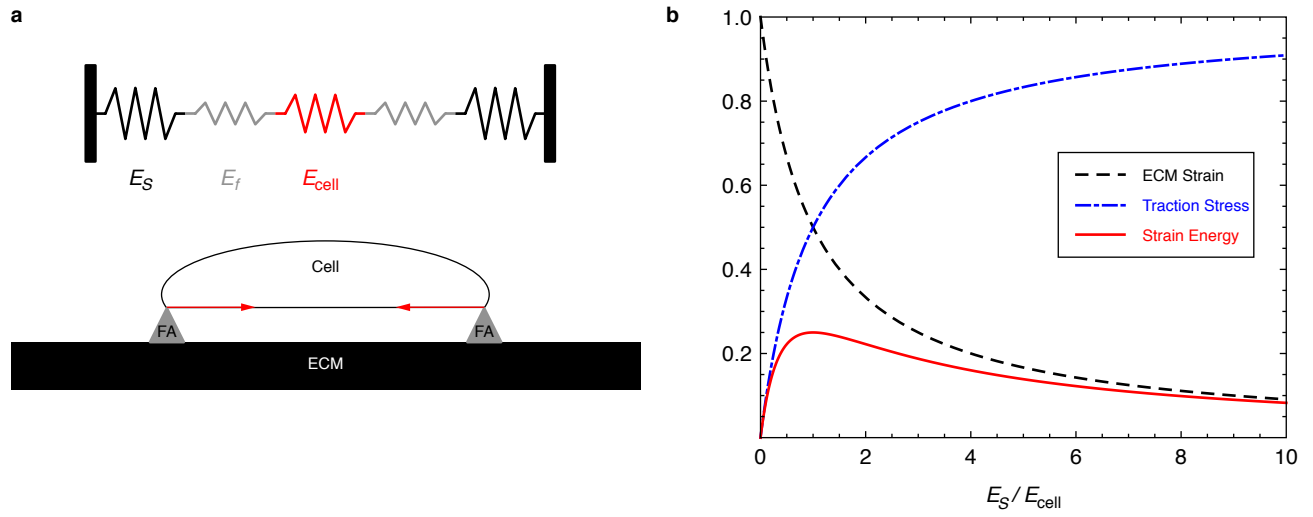 a
E_S E_f E_cell
Cell
FA FA
ECM
b
1.0
0.8
0.6
0.4
0.2
0 2 4 6 8 10
E_S / E_cell
ECM Strain
Traction Stress
Strain Energy